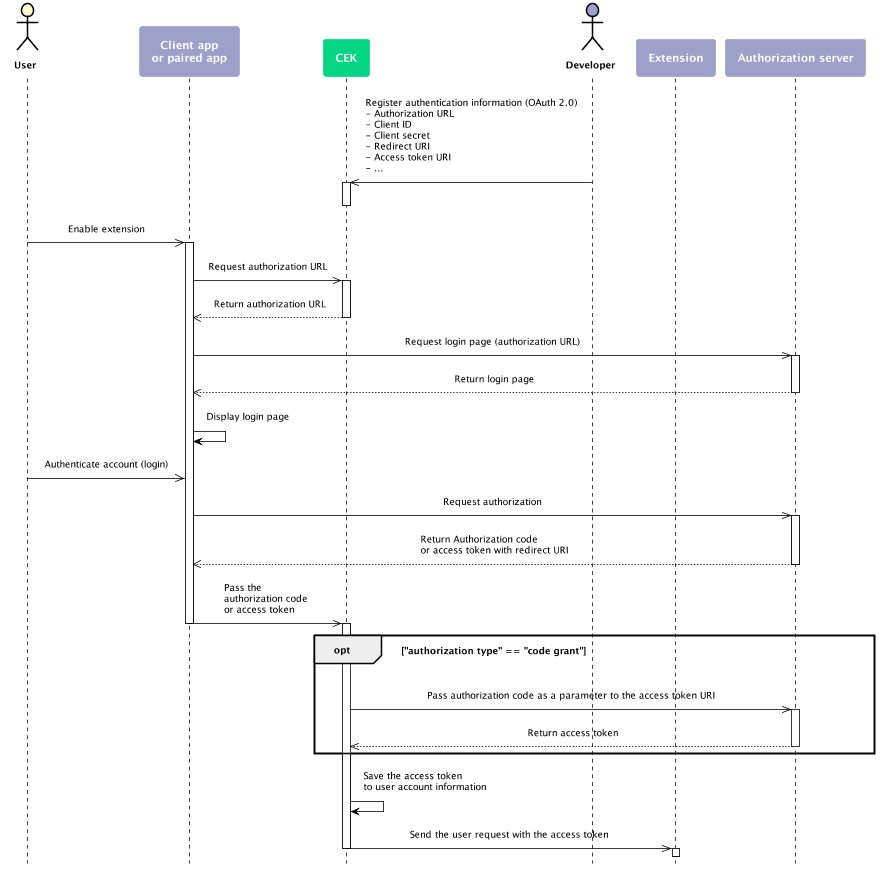 User
Client app
or paired app
CEK
Developer
Extension
Authorization server
Register authentication information (OAuth 2.0)
- Authorization URL
- Client ID
- Client secret
- Redirect URI
- Access token URI
- ...
Enable extension
Request authorization URL
Return authorization URL
Request login page (authorization URL)
Return login page
Display login page
Authenticate account (login)
Request authorization
Return Authorization code
or access token with redirect URI
Pass the
authorization code
or access token
opt
["authorization type" == "code grant"]
Pass authorization code as a parameter to the access token URI
Return access token
Save the access token
to user account information
Send the user request with the access token